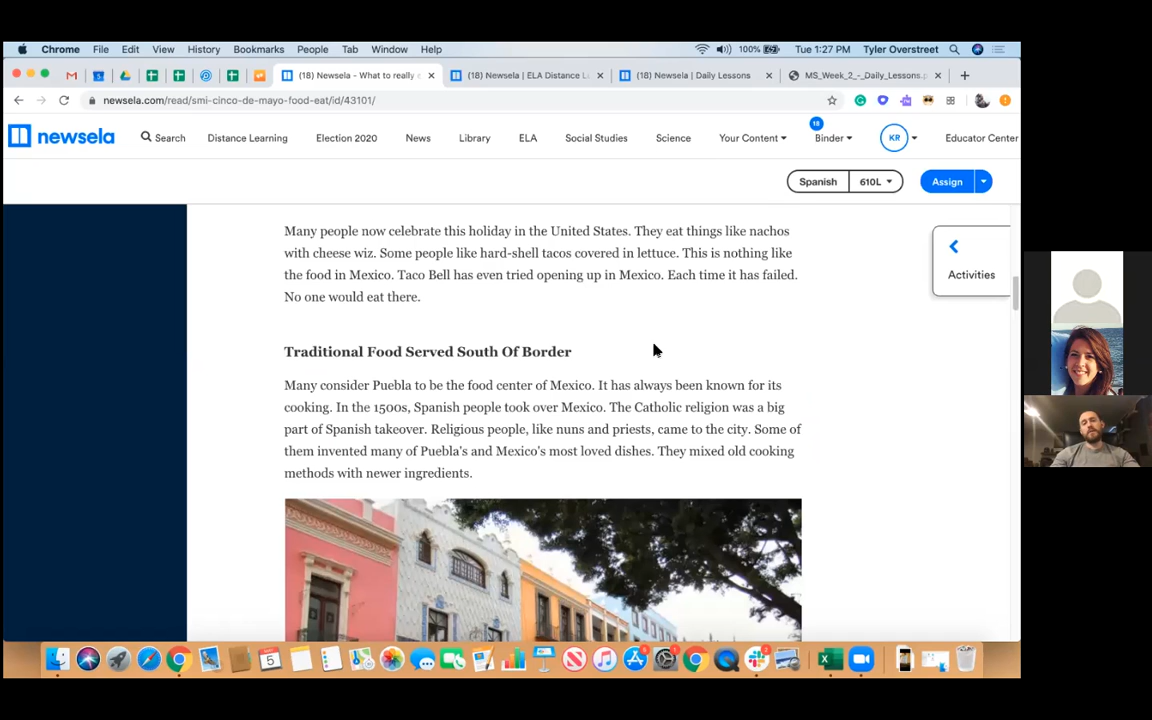 Chrome File Edit View History Bookmarks People Tab Window Help 100% Tue 1:27 PM Tyler Overstreet
(18) Newsela - What to really e (18) Newsela | ELA Distance L (18) Newsela | Daily Lessons MS_Week_2_-_Daily_Lessons.p
newsela.com/read/smi-cinco-de-mayo-food-eat/id/43101/
18
newsela Search Distance Learning Election 2020 News Library ELA Social Studies Science Your Content Binder KR Educator Center
Spanish 610L Assign
Many people now celebrate this holiday in the United States. They eat things like nachos
with cheese wiz. Some people like hard-shell tacos covered in lettuce. This is nothing like
the food in Mexico. Taco Bell has even tried opening up in Mexico. Each time it has failed.
No one would eat there.
Activities
Traditional Food Served South Of Border
Many consider Puebla to be the food center of Mexico. It has always been known for its
cooking. In the 1500s, Spanish people took over Mexico. The Catholic religion was a big
part of Spanish takeover. Religious people, like nuns and priests, came to the city. Some of
them invented many of Puebla's and Mexico's most loved dishes. They mixed old cooking
methods with newer ingredients.
5